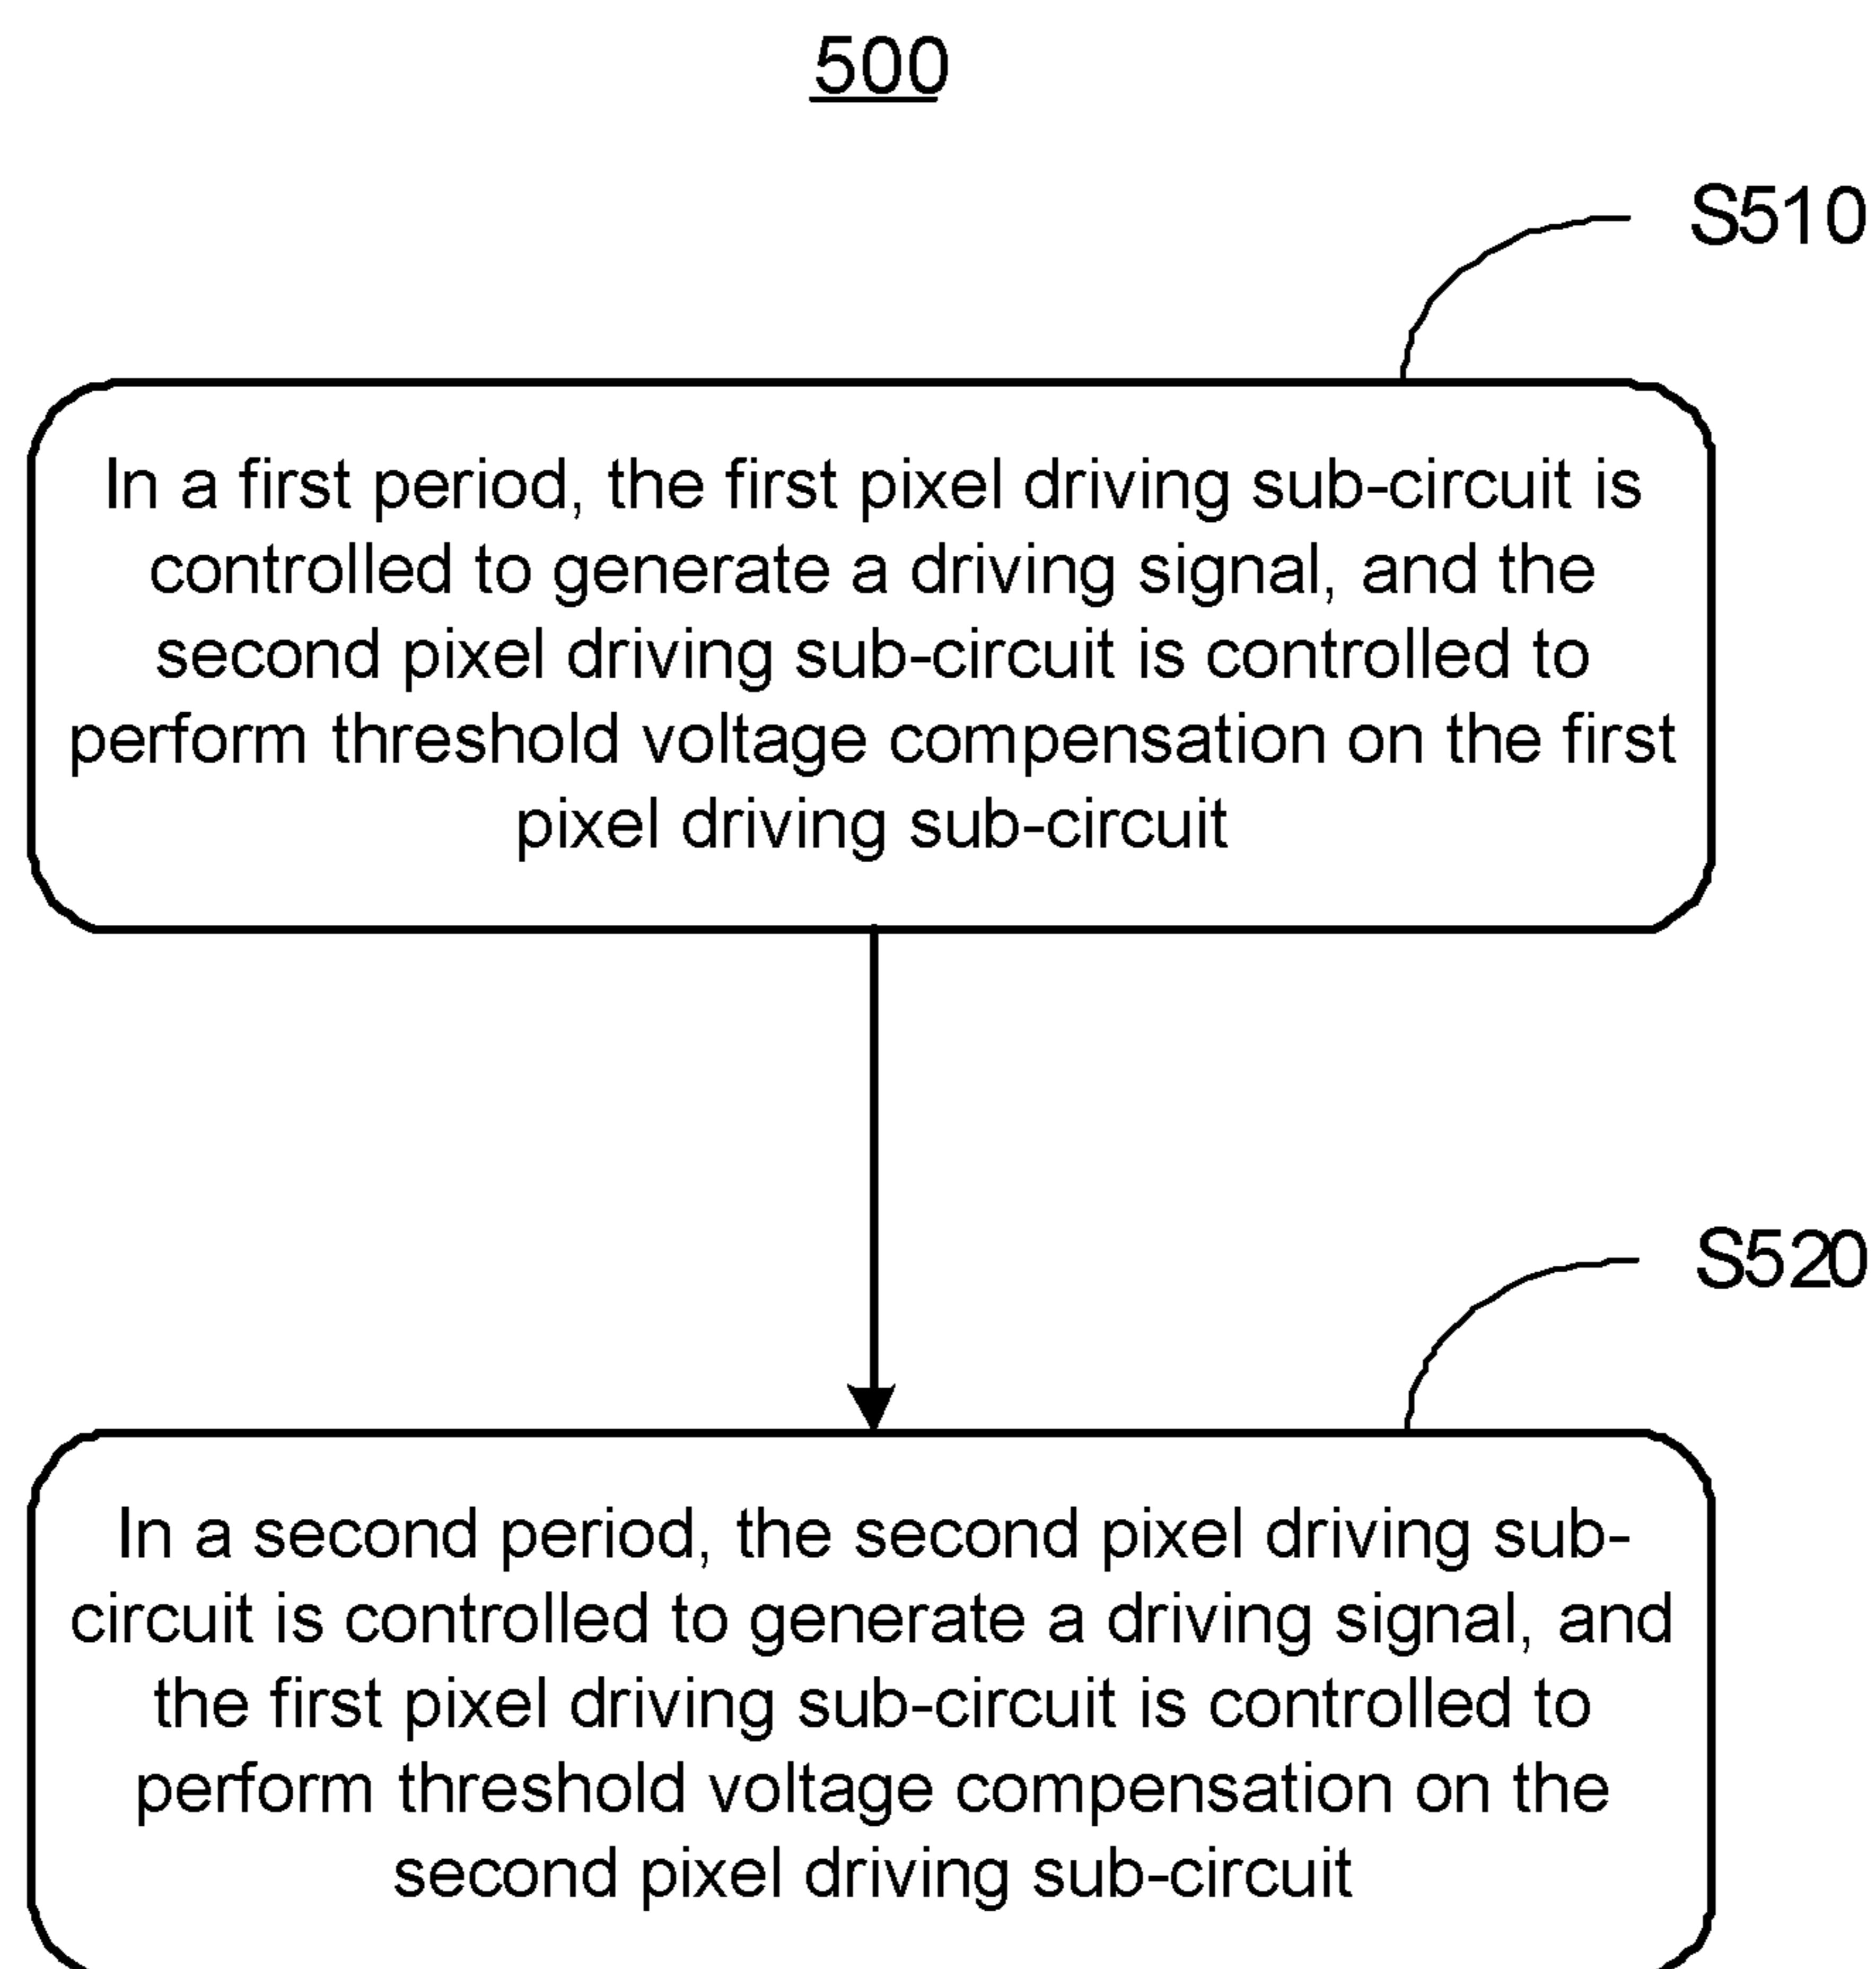 500
S510
In a first period, the first pixel driving sub-circuit is
controlled to generate a driving signal, and the
second pixel driving sub-circuit is controlled to
perform threshold voltage compensation on the first
pixel driving sub-circuit
S520
In a second period, the second pixel driving sub-
circuit is controlled to generate a driving signal, and
the first pixel driving sub-circuit is controlled to
perform threshold voltage compensation on the
second pixel driving sub-circuit